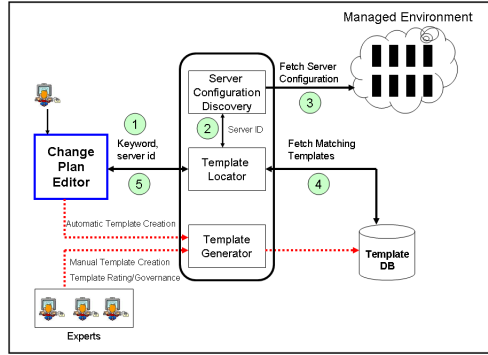 Managed Environment
Fetch Server
Configuration
3
Server
Configuration
Discovery
2
Server ID
1
Keyword,
server id
5
Change
Plan
Editor
Template
Locator
Fetch Matching
Templates
4
Automatic Template Creation
Template
Generator
Manual Template Creation
Template Rating/Governance
Template
DB
Experts